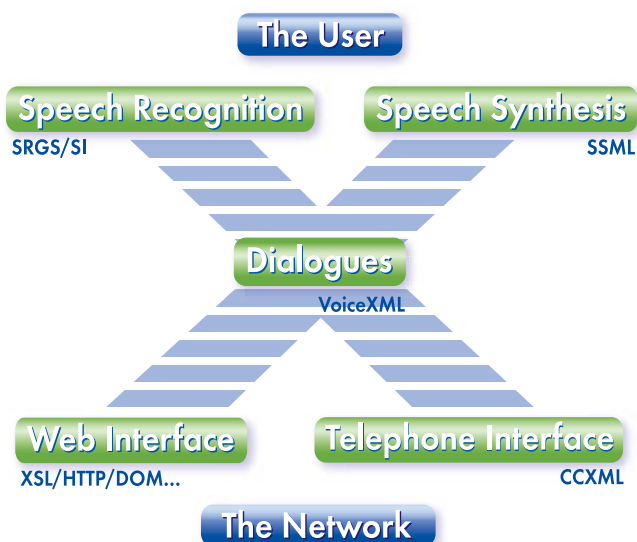 The User
Speech Recognition
SRGS/SI
Speech Synthesis
SSML
Dialogues
VoiceXML
Web Interface
XSL/HTTP/DOM...
Telephone Interface
CCXML
The Network